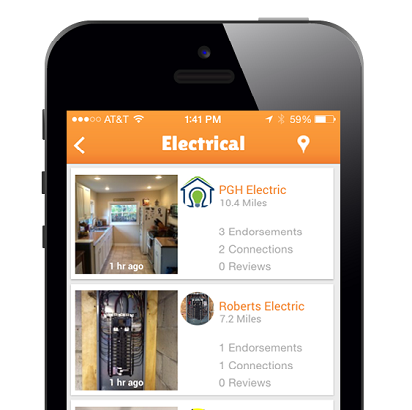 AT&T 1:41 PM 59%
Electrical
PGH Electric
10.4 Miles
3 Endorsements
2 Connections
0 Reviews
1 hr ago
Roberts Electric
7.2 Miles
1 Endorsements
1 Connections
0 Reviews
1 hr ago